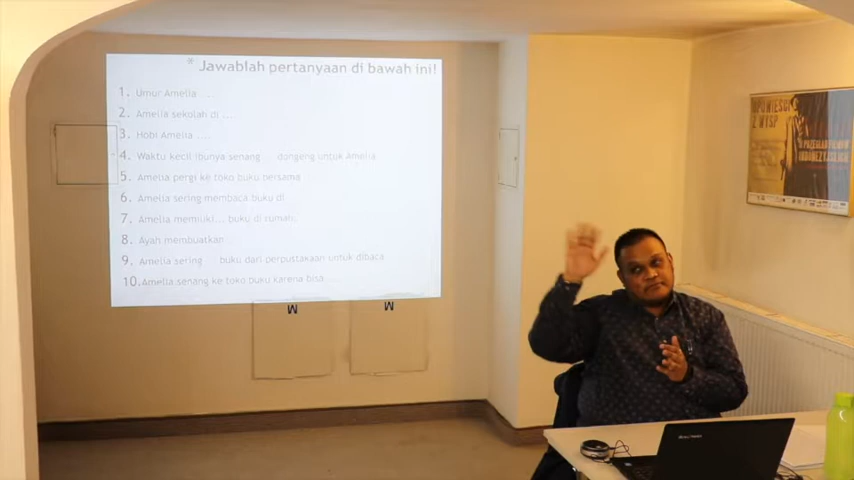 * Jawablah pertanyaan di bawah ini!
1. Umur Amelia ....
2. Amelia sekolah di ....
3. Hobi Amelia ....
4. Waktu kecil ibunya senang ... dongeng untuk Amelia
5. Amelia pergi ke toko buku bersama
6. Amelia sering membaca buku di
7. Amelia memiliki ... buku di rumah
8. Ayah membuatkan
9. Amelia sering ... buku dari perpustakaan untuk dibaca
10. Amelia senang ke toko buku karena bisa ....
M M
OPOWIEŚCI
Z WYSP